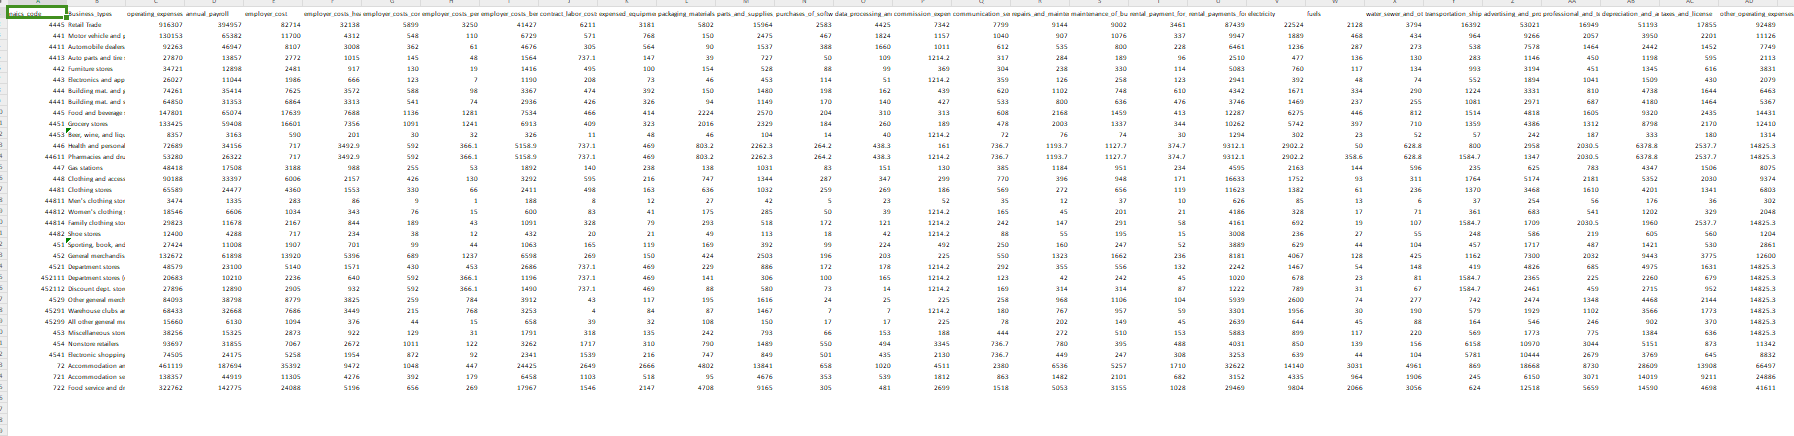 naics_code Business_types operating_expenses annual_payroll employer_cost employer_costs_hea employer_costs_cor employer_costs_per employer_costs_ber contract_labor_cost expensed_equipme packaging_materials parts_and_supplies purchases_of_softw data_processing_an commission_expen communication_se repairs_and_mainte maintenance_of_bu rental_payment_for_ rental_payments_fo electricity fuels water_sewer_and_ot transportation_ship advertising_and_pro professional_and_is depreciation_and_a taxes_and_license other_operating_expenses
4445 Retail Trade 916307 394957 82714 32138 5899 3250 41427 6211 3181 5802 15964 2583 4425 7342 7799 9144 9002 3461 87439 22524 2128 3794 16392 53021 16949 51193 17855 92489
441 Motor vehicle and p 130153 65382 11700 4312 548 110 6729 571 768 150 2475 467 1824 1157 1040 907 1076 337 9947 1889 468 434 964 9266 2057 3950 2201 11126
4411 Automobile dealers 92263 46947 8107 3008 362 61 4676 305 564 90 1537 388 1660 1011 612 535 800 228 6461 1236 287 273 538 7578 1464 2442 1452 7749
4413 Auto parts and tire 27870 13857 2772 1015 145 48 1564 737.1 147 39 727 50 109 1214.2 317 284 189 96 2510 477 136 130 283 1146 450 1198 595 2113
442 Furniture stores 34721 12898 2481 917 100 19 1416 495 130 154 528 88 99 369 304 238 330 114 5083 760 117 134 993 3194 451 1345 616 3831
443 Electronics and app 26027 11044 1986 666 123 7 1190 208 73 46 453 114 51 1214.2 359 126 258 123 2941 392 48 74 552 1894 1041 1509 430 2079
444 Building mat. and g 74261 35414 7625 3572 588 98 3367 474 392 150 1480 198 162 439 620 1102 748 610 4342 1671 334 290 1224 3331 810 4738 1644 6463
4441 Building mat. and s 64850 31353 6864 3313 541 74 2936 426 326 94 1149 170 140 427 533 800 636 476 3746 1469 237 255 1081 2971 687 4180 1464 5367
445 Food and beverage 147801 65074 17639 7688 1136 1281 7534 466 414 2224 2570 204 310 313 608 2168 1459 413 12287 6275 446 812 1514 4818 1605 9320 2435 14431
4451 Grocery stores 133425 59408 16601 7356 1091 1241 6913 409 323 2016 2329 184 260 189 478 2003 1337 344 10262 5742 397 710 1359 4386 1312 8798 2170 12410
4453 Beer, wine, and liqu 8357 3163 590 201 30 32 326 11 48 46 104 14 40 1214.2 72 76 74 30 1294 302 23 52 57 242 187 333 180 1314
446 Health and personal 72689 34156 717 3492.9 592 366.1 5158.9 737.1 469 803.2 2262.3 264.2 438.3 161 736.7 1193.7 1127.7 374.7 9312.1 2902.2 50 628.8 800 2958 2030.5 6378.8 2537.7 14825.3
44611 Pharmacies and dru 53280 26322 717 3492.9 592 366.1 5158.9 737.1 469 803.2 2262.3 264.2 438.3 1214.2 736.7 1193.7 1127.7 374.7 9312.1 2902.2 358.6 628.8 1584.7 1347 2030.5 6378.8 2537.7 14825.3
447 Gas stations 48418 17508 3188 988 255 53 1892 140 238 138 1031 83 151 130 385 1184 951 234 4595 2163 144 596 235 625 783 4347 1506 8075
448 Clothing and access 90188 33397 6006 2157 426 130 3292 595 216 747 1344 287 347 299 770 396 948 171 16633 1752 93 311 1764 5174 2181 5352 2030 9374
4481 Clothing stores 65589 24477 4360 1553 330 66 2411 498 163 636 1032 259 269 186 569 272 656 119 11623 1382 61 236 1370 3468 1610 4201 1341 6803
44811 Men's clothing stor 3474 1335 283 86 9 1 188 8 12 27 42 5 23 52 35 12 37 10 626 85 13 6 37 254 56 176 36 302
44812 Women's clothing 18546 6606 1034 343 76 15 600 83 41 175 285 50 39 1214.2 165 45 201 21 4186 328 17 71 361 683 541 1202 329 2048
44814 Family clothing sto 29823 11678 2167 844 189 43 1091 328 79 293 518 172 121 1214.2 242 147 291 58 4161 692 19 107 1584.7 1709 2030.5 1960 2537.7 14825.3
4482 Shoe stores 12400 4288 717 234 38 12 432 20 21 49 113 18 42 1214.2 88 55 195 15 3008 236 27 55 248 586 219 605 560 1204
451 Sporting, book, and 27424 11008 1907 701 99 44 1063 165 119 169 392 99 224 492 250 160 247 52 3889 629 44 104 457 1717 487 1421 530 2861
452 General merchandis 132672 61898 13920 5396 689 1237 6598 269 150 424 2503 196 203 225 550 1323 1662 236 8181 4067 128 425 1162 7300 2032 9443 3775 12600
4521 Department stores 48579 23100 5140 1571 430 453 2686 737.1 469 229 886 172 178 1214.2 292 355 556 132 2242 1467 54 148 419 4826 685 4975 1631 14825.3
452111 Department stores ( 20683 10210 2236 640 592 366.1 1196 737.1 469 141 306 100 165 1214.2 123 42 242 45 1020 678 23 81 1584.7 2365 225 2260 679 14825.3
452112 Discount dept. stor 27896 12890 2905 932 592 366.1 1490 737.1 469 88 580 73 14 1214.2 169 314 314 87 1222 789 31 67 1584.7 2461 459 2715 952 14825.3
4529 Other general merch 84093 38798 8779 3825 259 784 3912 43 117 195 1616 24 25 225 258 968 1106 104 5939 2600 74 277 742 2474 1348 4468 2144 14825.3
45291 Warehouse clubs a 68433 32668 7686 3449 215 768 3253 4 84 87 1467 7 7 1214.2 180 767 957 59 3301 1956 30 190 579 1929 1102 3566 1773 14825.3
45299 All other general me 15660 6130 1094 376 44 15 658 39 32 108 150 17 17 225 78 202 149 45 2639 644 45 88 164 546 246 902 370 14825.3
453 Miscellaneous store 38256 15325 2873 922 129 31 1791 318 135 242 793 66 153 188 444 272 510 153 5883 899 117 220 569 1773 775 1384 636 14825.3
454 Nonstore retailers 93697 31855 7067 2672 1011 122 3262 1717 310 790 1489 550 494 3345 736.7 780 395 488 4031 850 139 156 6158 10970 3044 5151 873 11342
4541 Electronic shopping 74505 24175 5258 1954 872 92 2341 1539 216 747 849 501 435 2130 736.7 449 247 308 3253 639 44 104 5781 10444 2679 3769 645 8832
72 Accommodation an 461119 187694 35392 9472 1048 447 24425 2649 2666 4802 13841 658 1020 4511 2380 6536 5257 1710 32622 14140 3031 4961 869 18668 8730 28609 13908 66497
721 Accommodation se 138357 44919 11305 4276 392 179 6458 1103 518 95 4676 353 539 1812 863 1482 2101 682 3152 4335 964 1906 245 6150 3071 14019 9211 24886
722 Food service and dr 322762 142775 24088 5196 656 269 17967 1546 2147 4708 9165 305 481 2699 1518 5053 3155 1028 29469 9804 2066 3056 624 12518 5659 14590 4698 41611